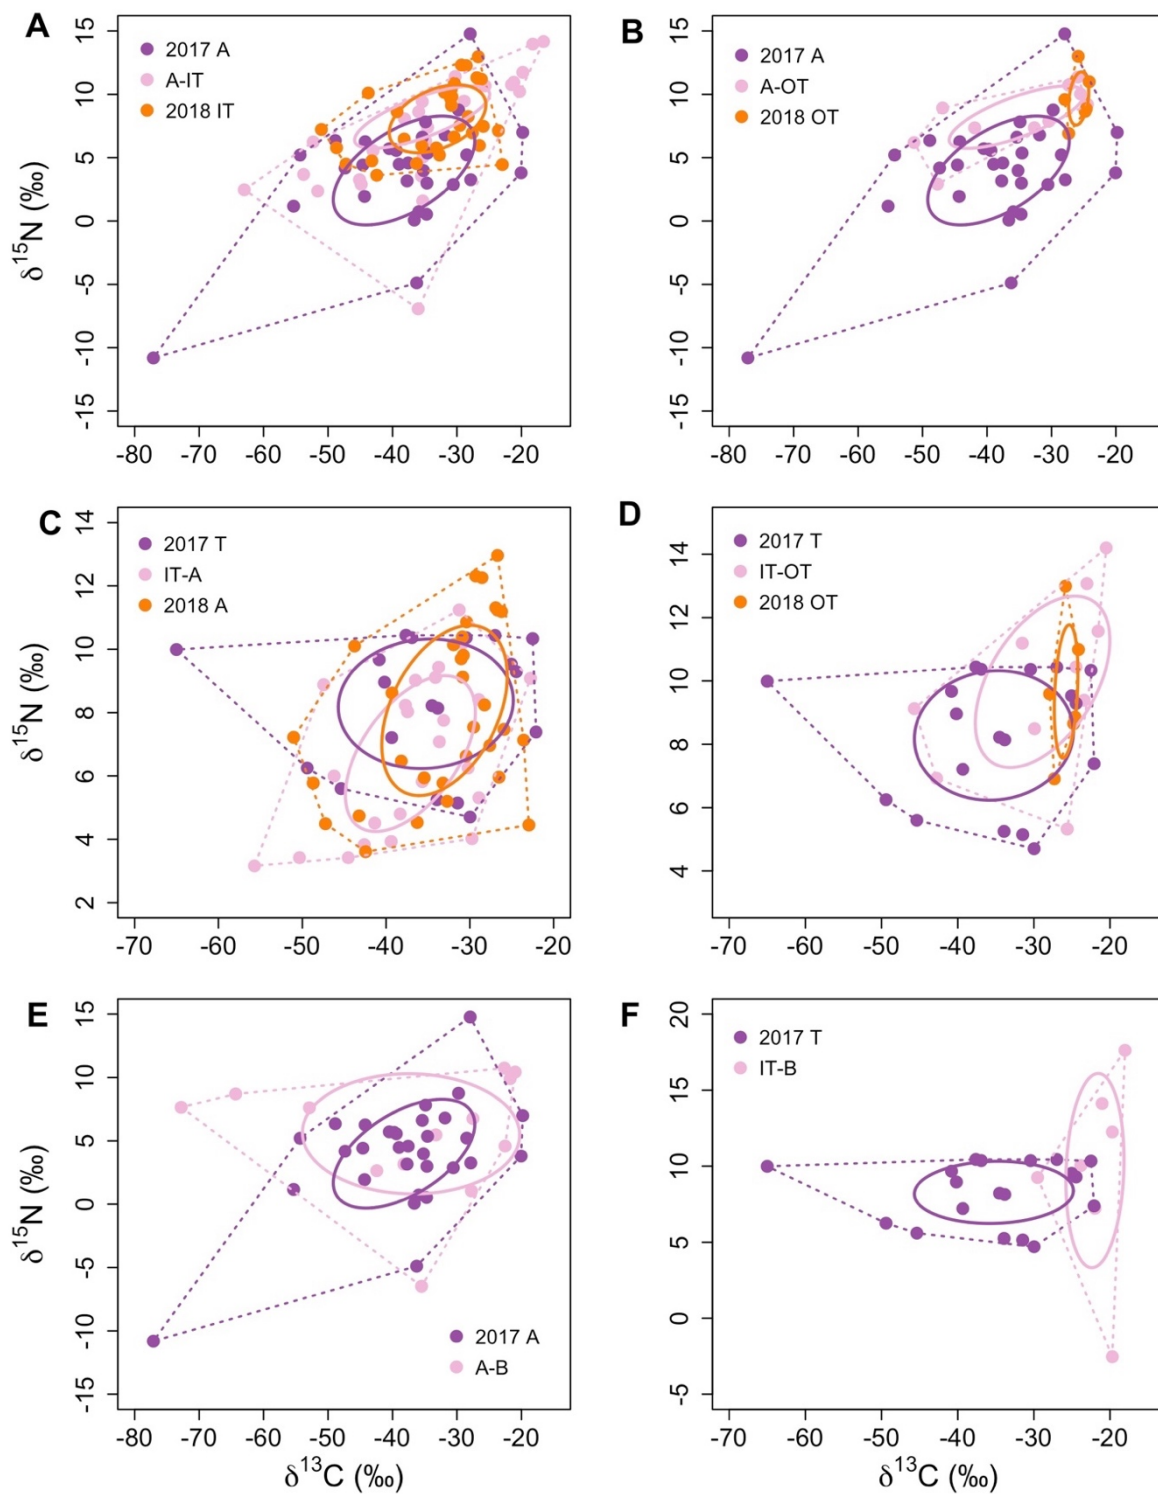 A
2017 A
A-IT
2018 IT
δ15N (‰)
15
10
5
0
-5
-10
-15
-80 -70 -60 -50 -40 -30 -20
B
2017 A
A-OT
2018 OT
15
10
5
0
-5
-10
-15
-80 -70 -60 -50 -40 -30 -20
C
2017 T
IT-A
2018 A
δ15N (‰)
14
12
10
8
6
4
2
-70 -60 -50 -40 -30 -20
D
2017 T
IT-OT
2018 OT
14
12
10
8
6
4
-70 -60 -50 -40 -30 -20
E
2017 A
A-B
δ15N (‰)
15
10
5
0
-5
-10
-15
-80 -70 -60 -50 -40 -30 -20
δ13C (‰)
F
2017 T
IT-B
20
15
10
5
0
-5
-70 -60 -50 -40 -30 -20
δ13C (‰)